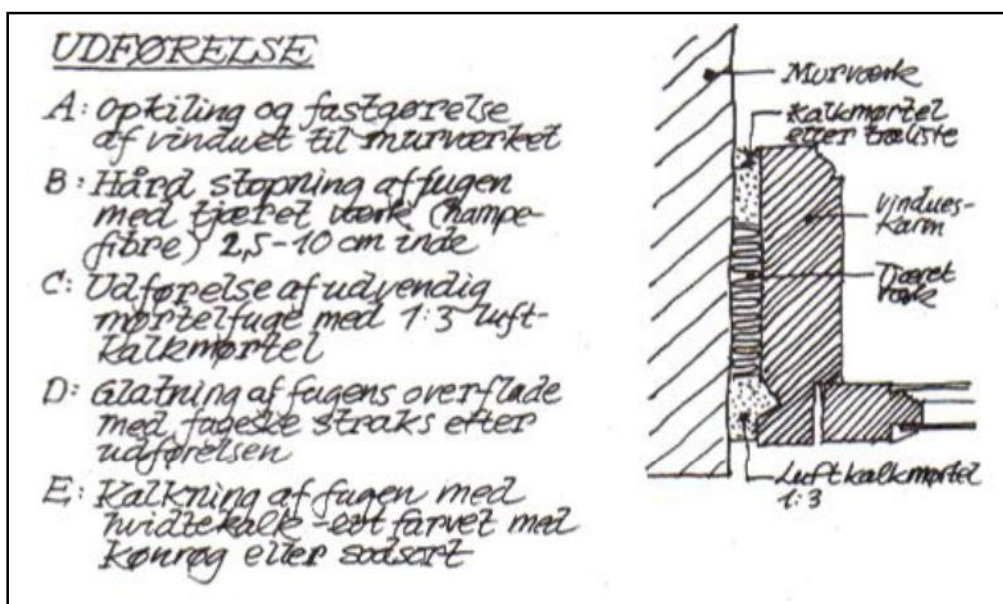 UDFØRELSE
A: Opkiling og fastgørelse
af vinduet til murværket
B: Hård stopning af fugen
med tjæret værk (hampe-
fibre) 2,5-10 cm inde
C: Udførelse af udvendig
mørtelfuge med 1:3 luft-
kalkmørtel
D: Glatning af fugens overflade
med fugeske straks efter
udførelsen
E: Kalkning af fugen med
hvidtekalk - evt farvet med
kønrøg eller sodsort
Murværk
Kalkmørtel
eller træliste
Vindues-
karm
Tjæret
værk
Luftkalkmørtel
1:3